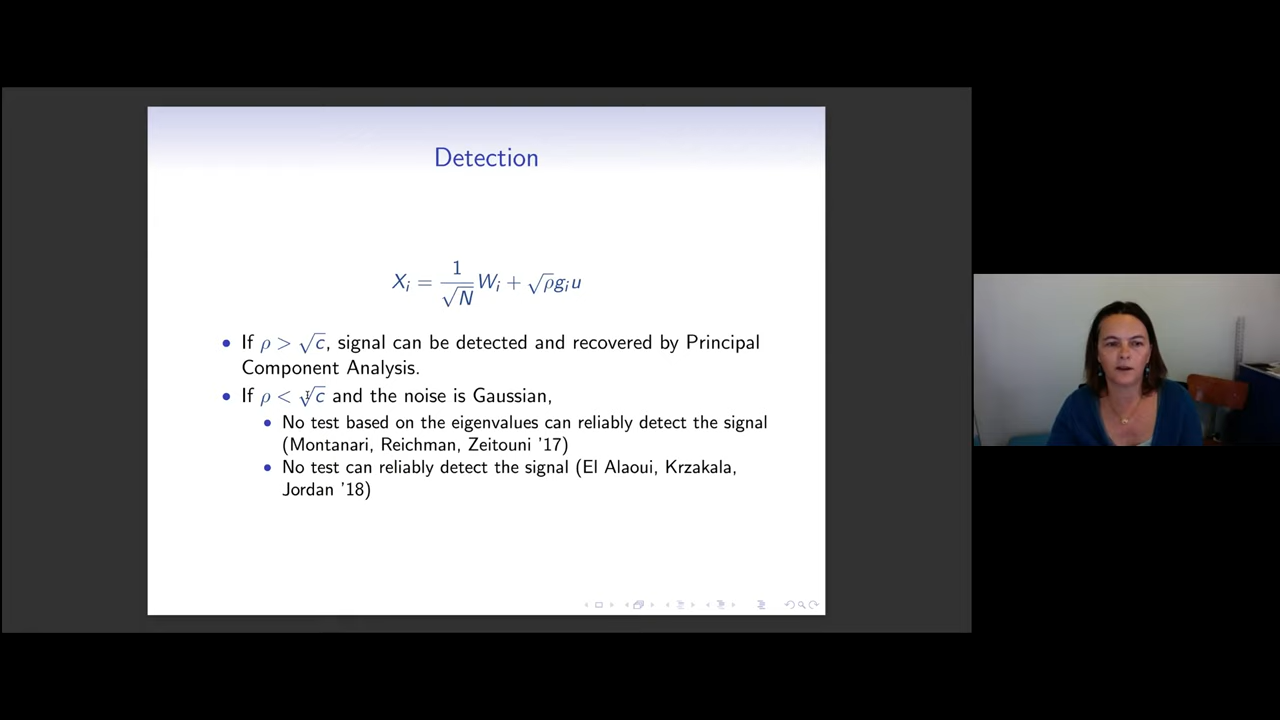 Detection
X_i = \frac{1}{\sqrt{N}} W_i + \sqrt{ρ} g_i u
• If ρ > √c, signal can be detected and recovered by Principal
Component Analysis.
• If ρ < √c and the noise is Gaussian,
• No test based on the eigenvalues can reliably detect the signal
(Montanari, Reichman, Zeitouni '17)
• No test can reliably detect the signal (El Alaoui, Krzakala,
Jordan '18)